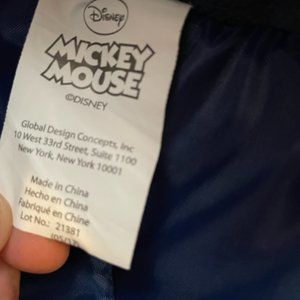 Disney
MICKEY
MOUSE
©DISNEY
Global Design Concepts, Inc
10 West 33rd Street, Suite 1100
New York, New York 10001
Made in China
Hecho en China
Fabriqué en Chine
Lot No.: 21381